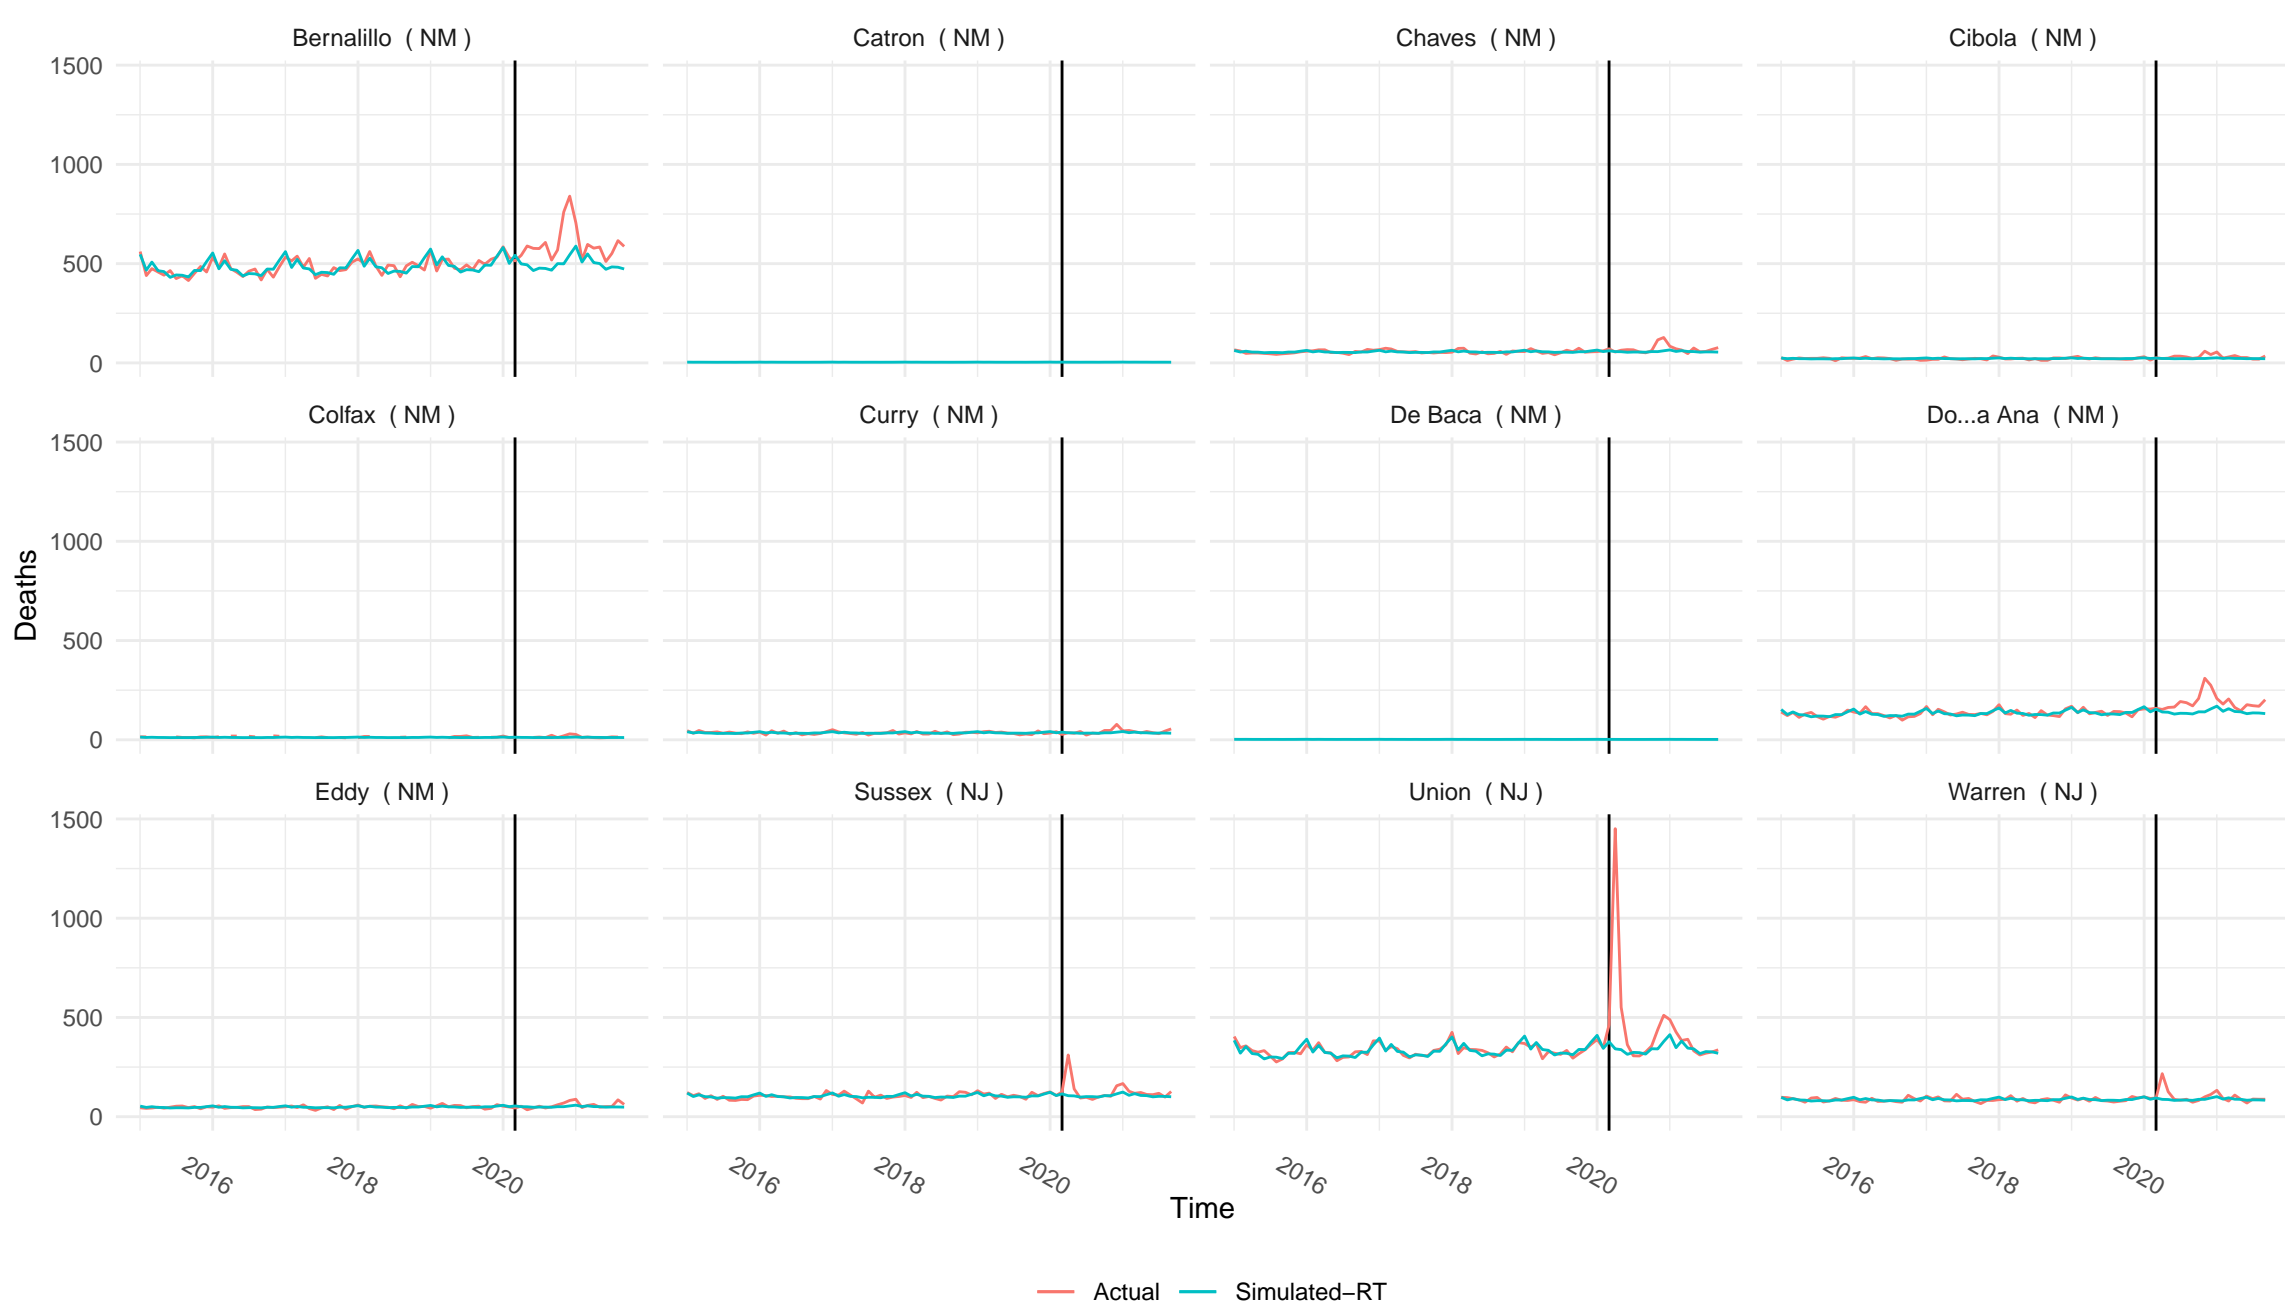 Bernalillo ( NM )
Catron ( NM )
Chaves ( NM )
Cibola ( NM )
1500
1000
500
0
Colfax ( NM )
Curry ( NM )
De Baca ( NM )
Do...a Ana ( NM )
1500
1000
500
0
Deaths
Eddy ( NM )
Sussex ( NJ )
Union ( NJ )
Warren ( NJ )
1500
1000
500
0
2016 2018 2020
2016 2018 2020
2016 2018 2020
2016 2018 2020
Time
Actual Simulated−RT